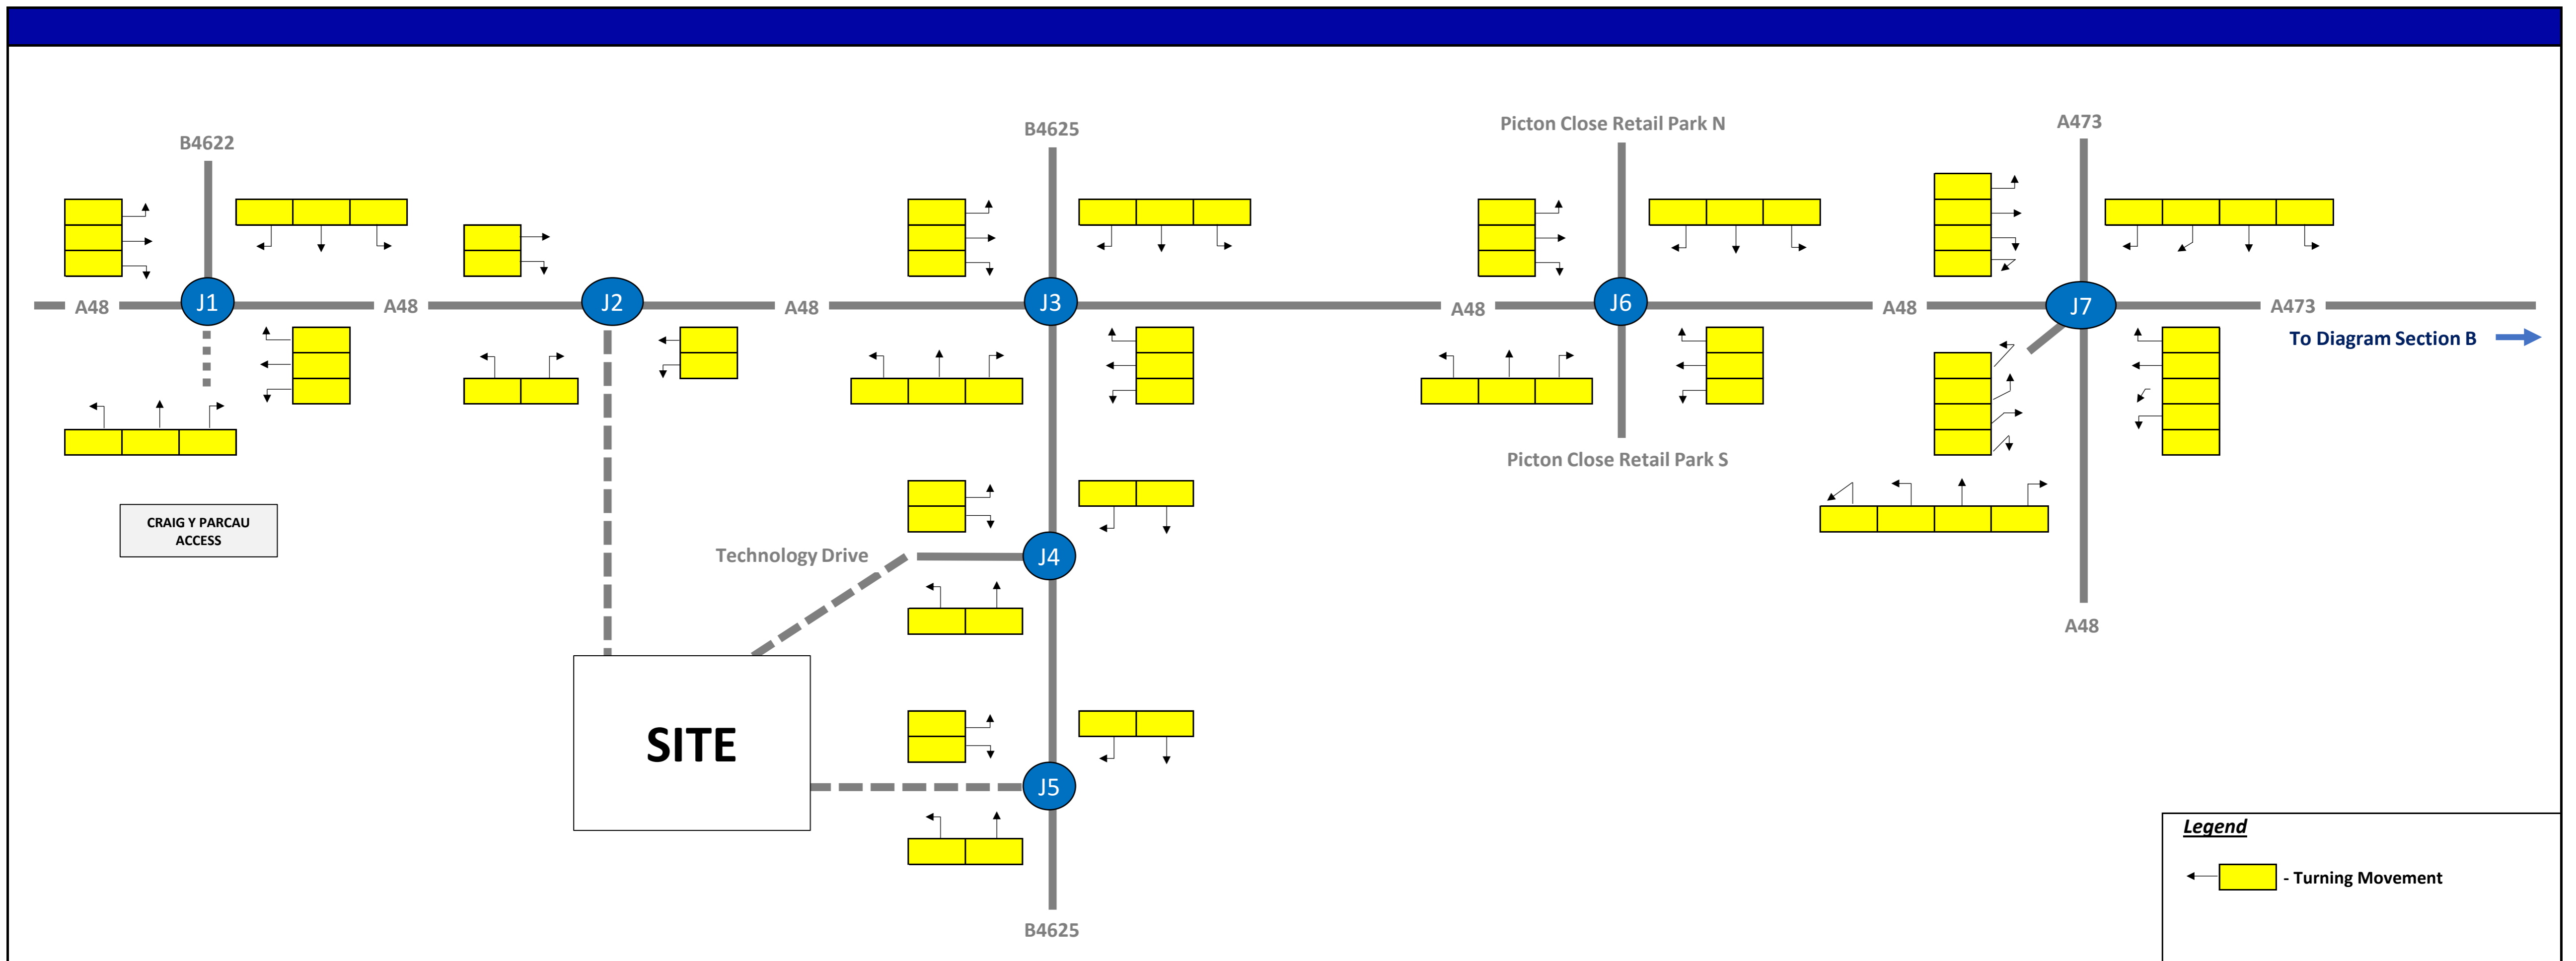 B4622
B4625
Picton Close Retail Park N
A473
A48
J1
A48
J2
A48
J3
A48
J6
A48
J7
A473
To Diagram Section B
Picton Close Retail Park S
CRAIG Y PARCAU
ACCESS
Technology Drive
J4
A48
SITE
J5
B4625
Legend
- Turning Movement